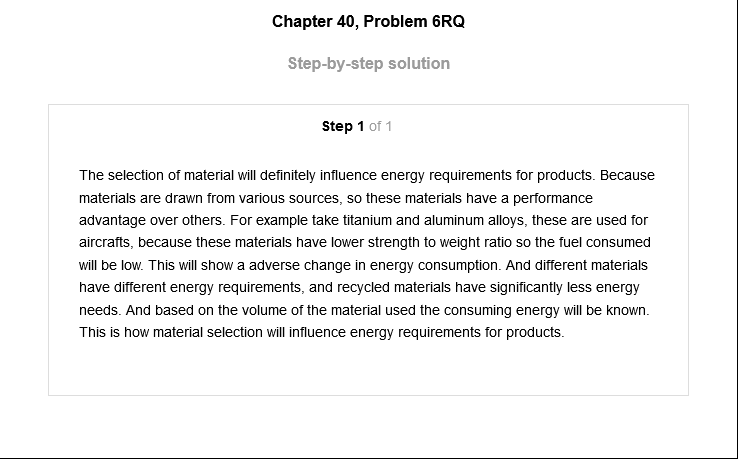 Chapter 40, Problem 6RQ
Step-by-step solution
Step 1 of 1
The selection of material will definitely influence energy requirements for products. Because
materials are drawn from various sources, so these materials have a performance
advantage over others. For example take titanium and aluminum alloys, these are used for
aircrafts, because these materials have lower strength to weight ratio so the fuel consumed
will be low. This will show a adverse change in energy consumption. And different materials
have different energy requirements, and recycled materials have significantly less energy
needs. And based on the volume of the material used the consuming energy will be known.
This is how material selection will influence energy requirements for products.